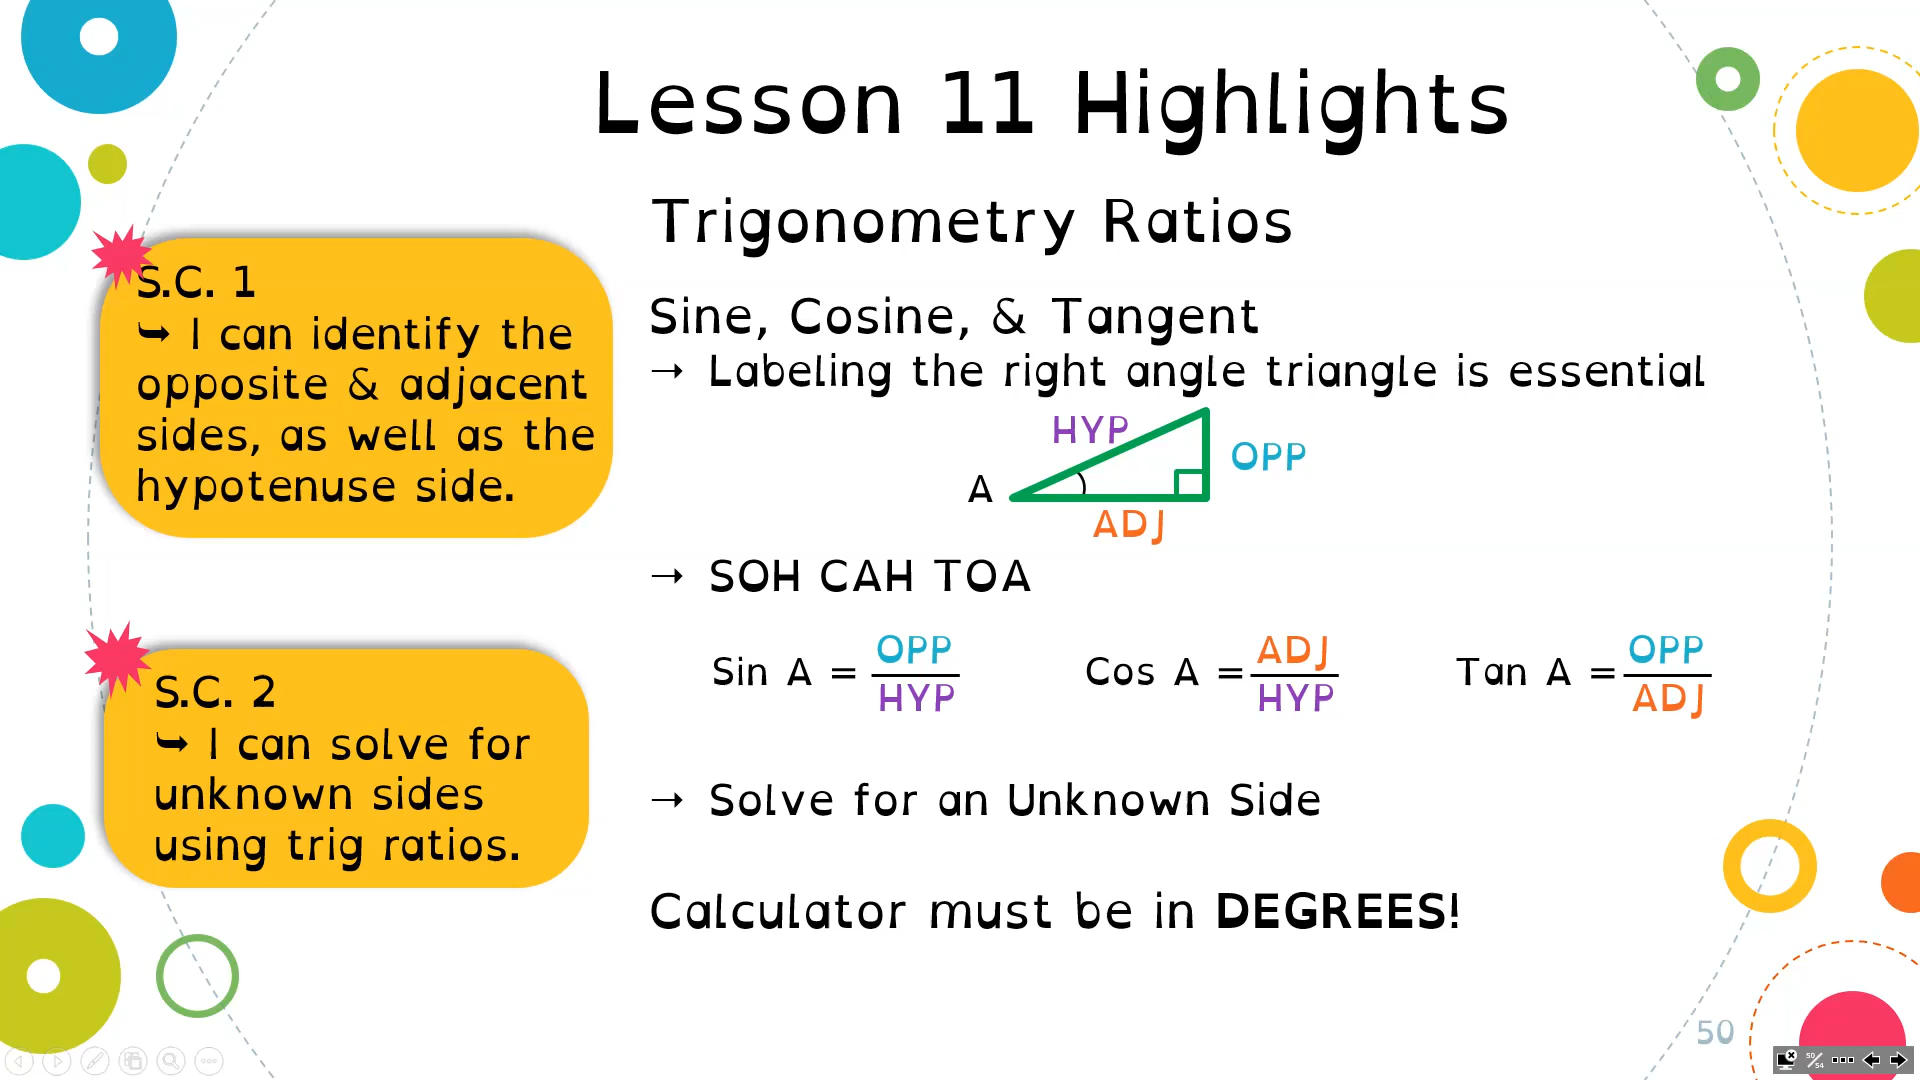 Lesson 11 Highlights
Trigonometry Ratios
S.C. 1
⮩ I can identify the
opposite & adjacent
sides, as well as the
hypotenuse side.
S.C. 2
⮩ I can solve for
unknown sides
using trig ratios.
Sine, Cosine, & Tangent
→ Labeling the right angle triangle is essential
HYP
OPP
A
ADJ
→ SOH CAH TOA
Sin A = OPP/HYP
Cos A = ADJ/HYP
Tan A = OPP/ADJ
→ Solve for an Unknown Side
Calculator must be in DEGREES!
50
50/54